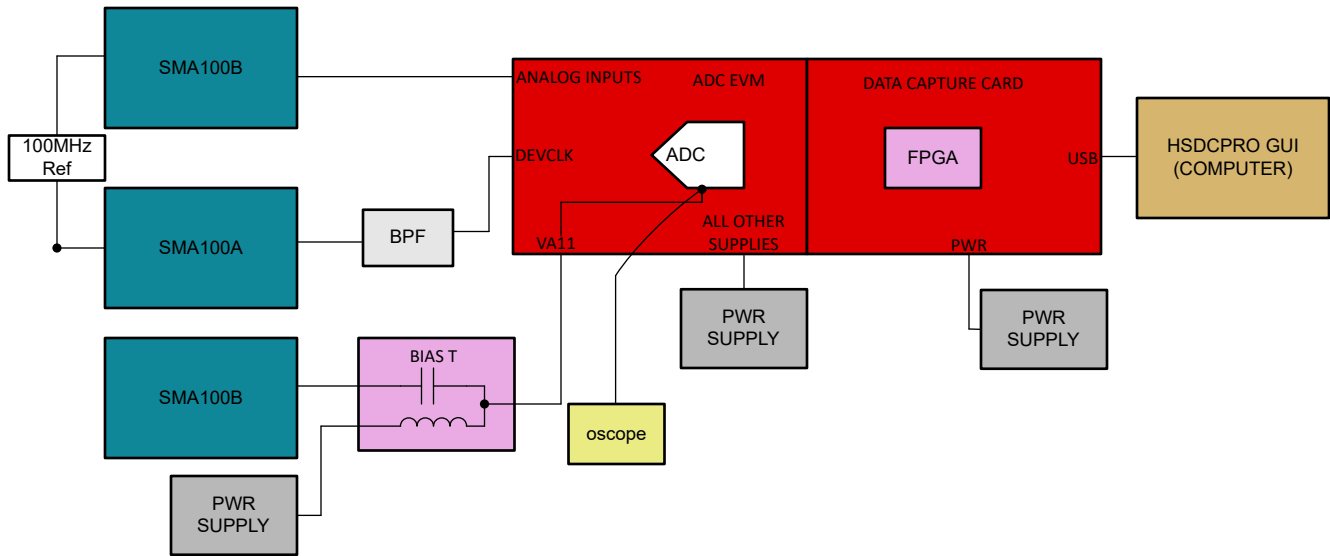 SMA100B
ANALOG INPUTS
ADC EVM
DATA CAPTURE CARD
100MHz
Ref
DEVCLK
ADC
FPGA
USB
HSDCPRO GUI
(COMPUTER)
SMA100A
BPF
VA11
ALL OTHER
SUPPLIES
PWR
PWR
SUPPLY
PWR
SUPPLY
SMA100B
BIAS T
oscope
PWR
SUPPLY